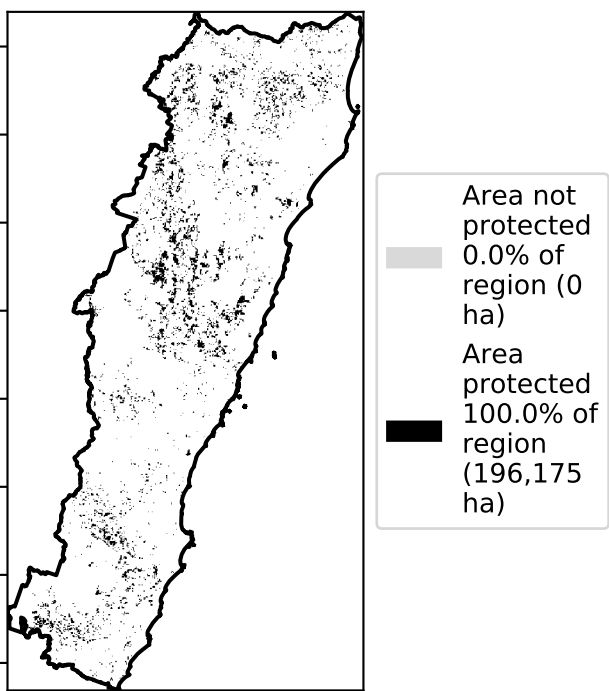 Area not
protected
0.0% of
region (0
ha)
Area
protected
100.0% of
region
(196,175
ha)